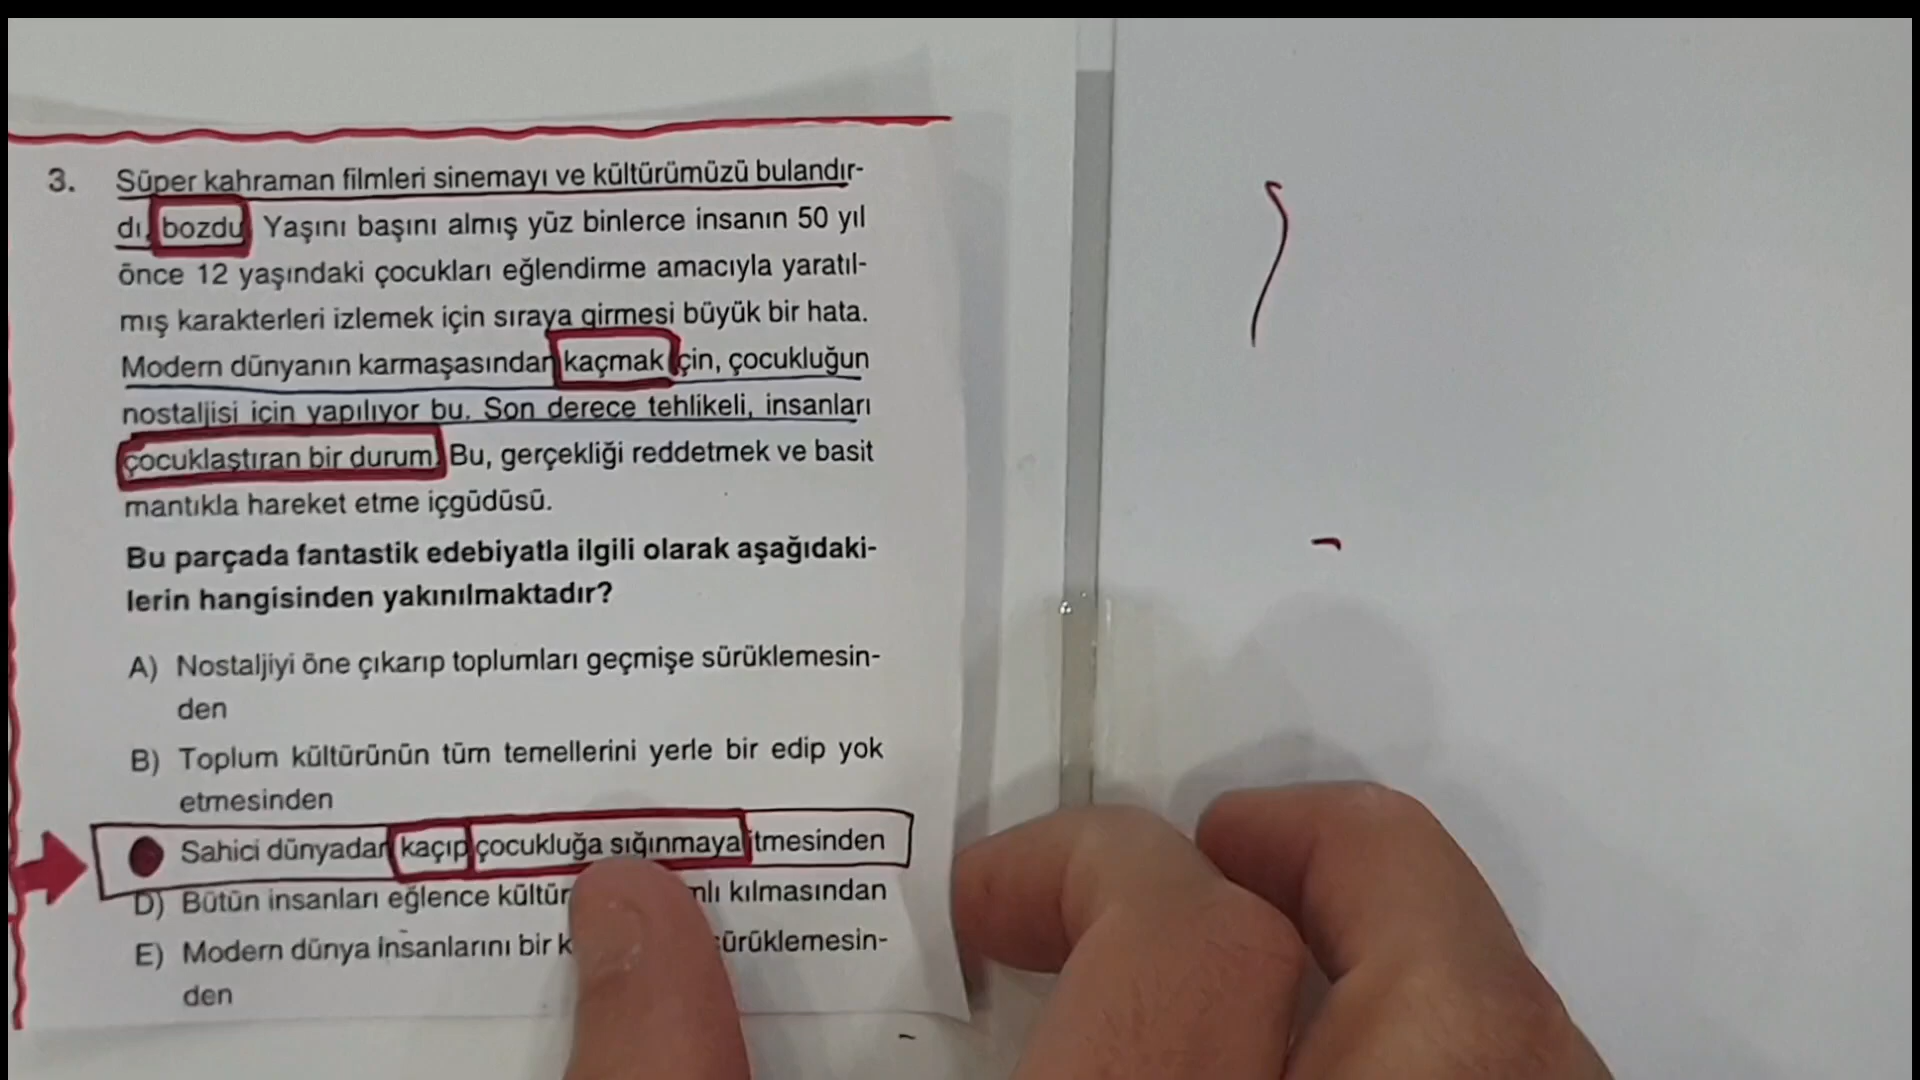 3. Süper kahraman filmleri sinemayı ve kültürümüzü bulandır-
dı, bozdu. Yaşını başını almış yüz binlerce insanın 50 yıl
önce 12 yaşındaki çocukları eğlendirme amacıyla yaratıl-
mış karakterleri izlemek için sıraya girmesi büyük bir hata.
Modern dünyanın karmaşasından kaçmak için, çocukluğun
nostaljisi için yapılıyor bu. Son derece tehlikeli, insanları
çocuklaştıran bir durum. Bu, gerçekliği reddetmek ve basit
mantıkla hareket etme içgüdüsü.
Bu parçada fantastik edebiyatla ilgili olarak aşağıdaki-
lerin hangisinden yakınılmaktadır?
A) Nostaljiyi öne çıkarıp toplumları geçmişe sürüklemesin-
den
B) Toplum kültürünün tüm temellerini yerle bir edip yok
etmesinden
Sahici dünyadan kaçıp çocukluğa sığınmaya itmesinden
D) Bütün insanları eğlence kılmasından
E) Modern dünya insanlarını bir sürüklemesin-
den